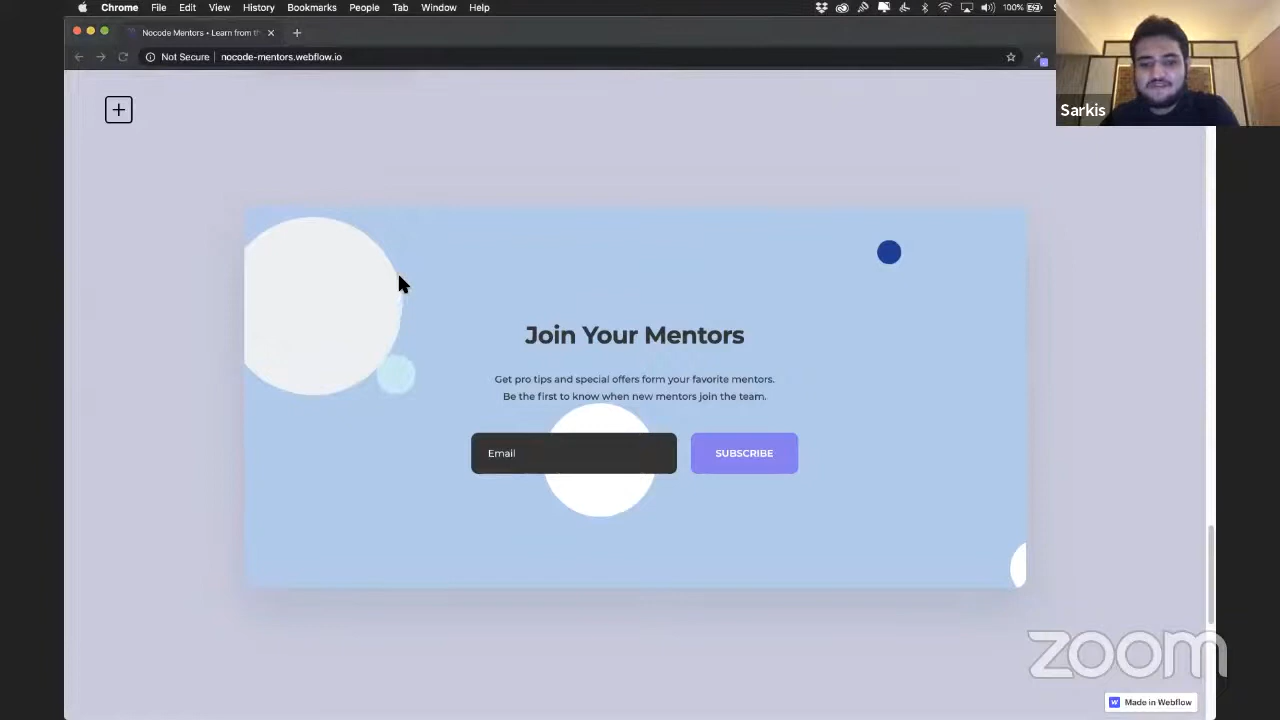 Chrome File Edit View History Bookmarks People Tab Window Help 100%
Nocode Mentors • Learn from th
Not Secure nocode-mentors.webflow.io
Sarkis
Join Your Mentors
Get pro tips and special offers form your favorite mentors.
Be the first to know when new mentors join the team.
Email SUBSCRIBE
zoom
Made in Webflow